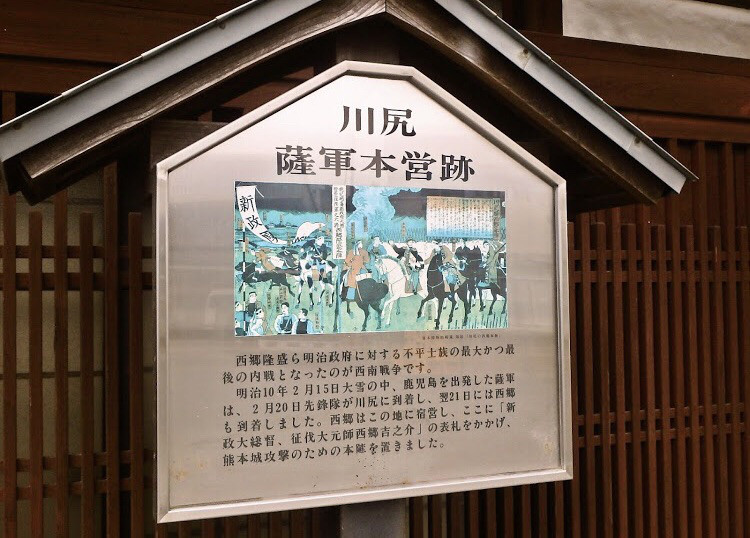 川尻
薩軍本営跡
新政
西郷隆盛ら明治政府に対する不平士族の最大かつ最
後の内戦となったのが西南戦争です。
明治10年2月15日大雪の中、鹿児島を出発した薩軍
は、2月20日先鋒隊が川尻に到着し、翌21日には西郷
も到着しました。西郷はこの地に宿営し、ここに「新
政大総督、征伐大元師西郷吉之介」の表札をかかげ、
熊本城攻撃のための本陣を置きました。